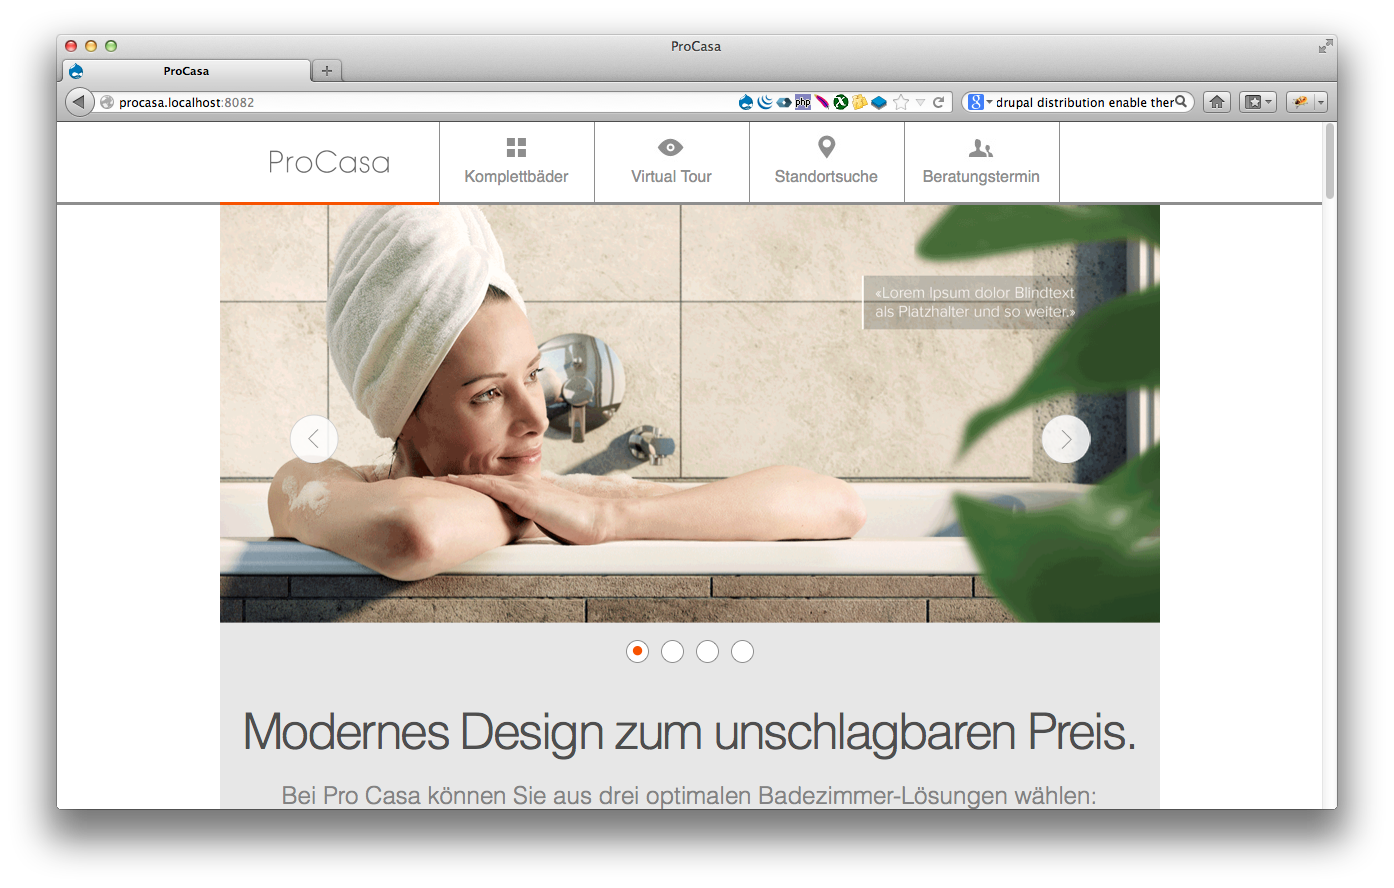 ProCasa
ProCasa
procasa.localhost:8082
php
drupal distribution enable ther
ProCasa
Komplettbäder
Virtual Tour
Standortsuche
Beratungstermin
«Lorem Ipsum dolor Blindtext
als Platzhalter und so weiter.»
Modernes Design zum unschlagbaren Preis.
Bei Pro Casa können Sie aus drei optimalen Badezimmer-Lösungen wählen: